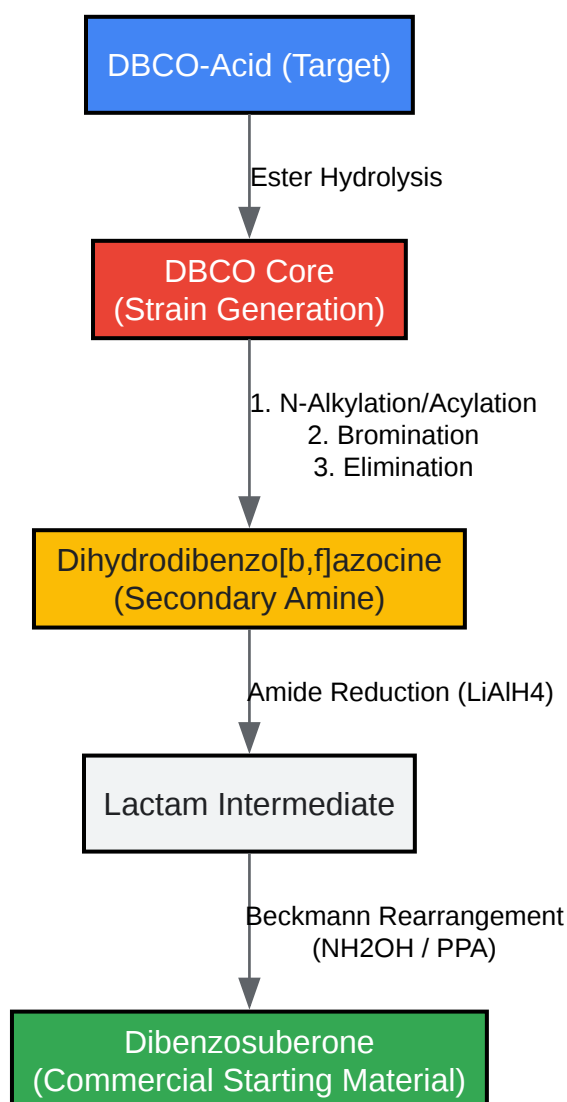 DBCO-Acid (Target)
Ester Hydrolysis
DBCO Core
(Strain Generation)
1. N-Alkylation/Acylation
2. Bromination
3. Elimination
Dihydrodibenzo[b,f]azocine
(Secondary Amine)
Amide Reduction (LiAlH4)
Lactam Intermediate
Beckmann Rearrangement
(NH2OH / PPA)
Dibenzosuberone
(Commercial Starting Material)